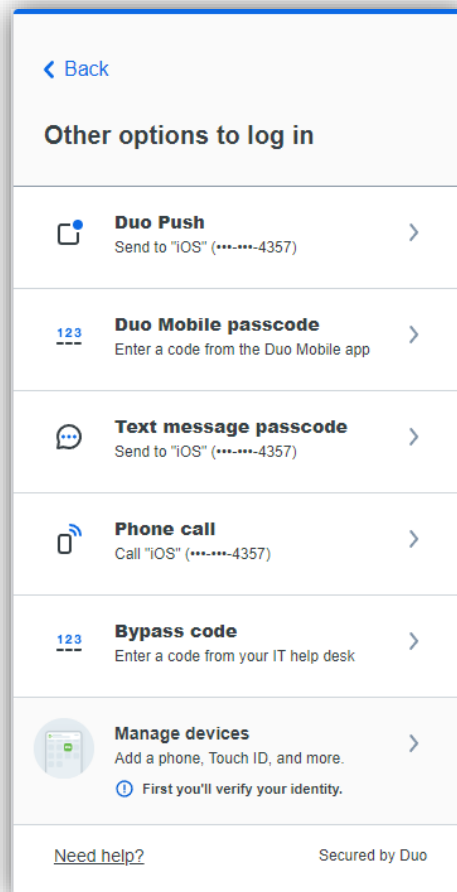 Back
Other options to log in
Duo Push
Send to "iOS" (•••-•••-4357)
123
Duo Mobile passcode
Enter a code from the Duo Mobile app
Text message passcode
Send to "iOS" (•••-•••-4357)
Phone call
Call "iOS" (•••-•••-4357)
123
Bypass code
Enter a code from your IT help desk
Manage devices
Add a phone, Touch ID, and more.
First you'll verify your identity.
Need help?
Secured by Duo